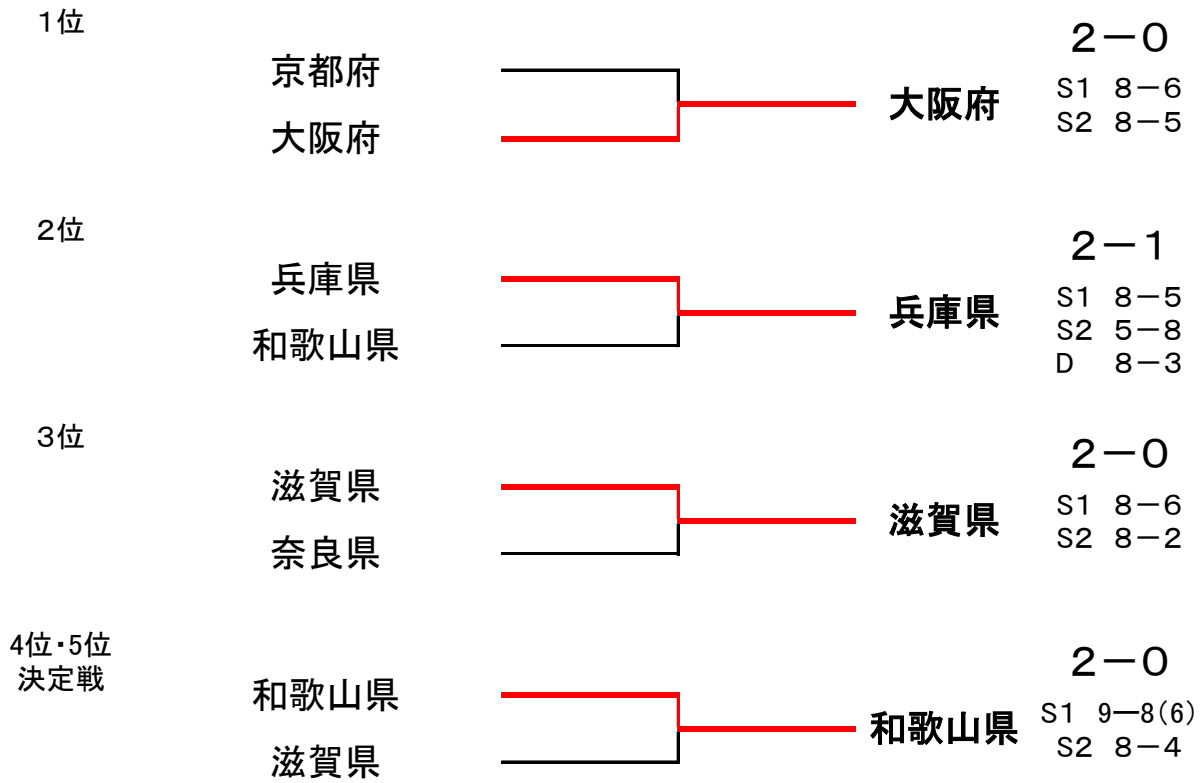 1位
2－0
京都府
大阪府
S1 8－6
大阪府
S2 8－5
2位
2－1
兵庫県
兵庫県
S1 8－5
S2 5－8
和歌山県
D 8－3
3位
2－0
滋賀県
滋賀県
S1 8－6
S2 8－2
奈良県
4位・5位
決定戦
2－0
和歌山県
和歌山県
S1 9－8(6)
S2 8－4
滋賀県